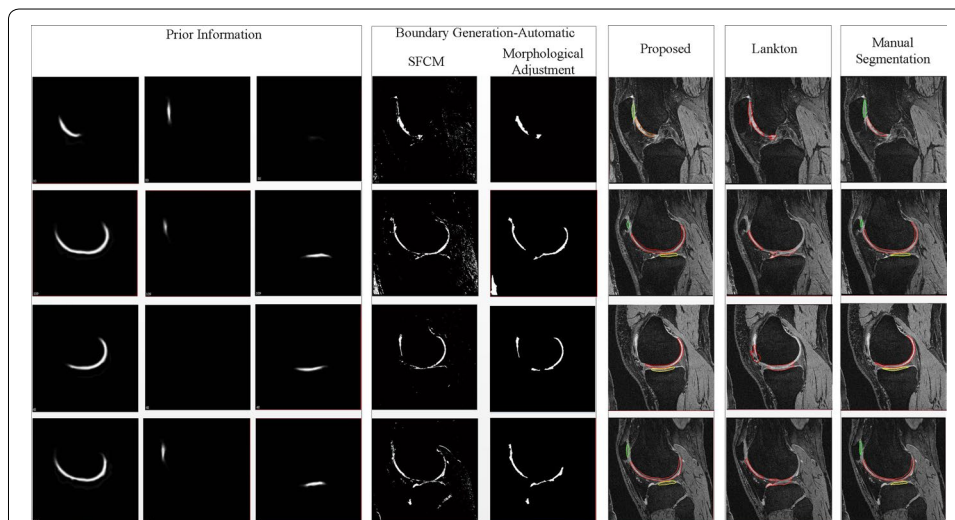 Prior Information
Boundary Generation-Automatic
SFCM
Morphological
Adjustment
Proposed
Lankton
Manual
Segmentation